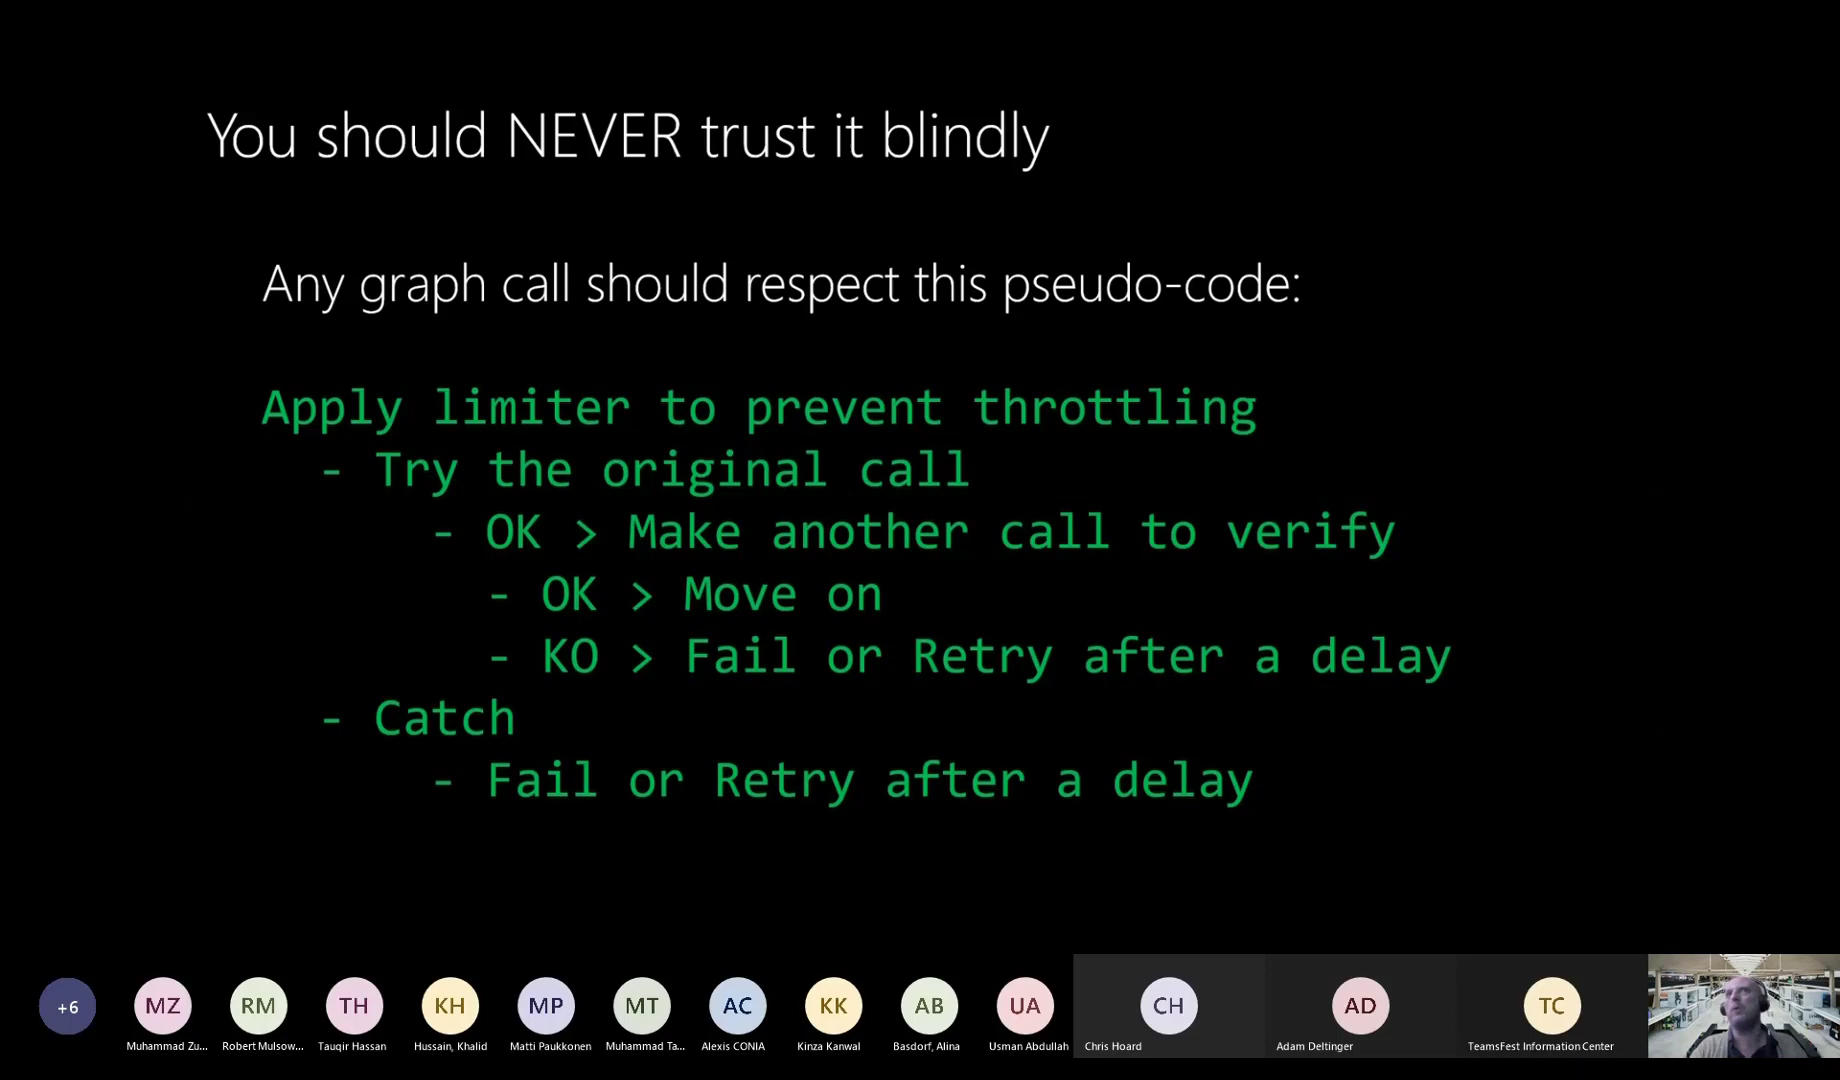 You should NEVER trust it blindly
Any graph call should respect this pseudo-code:
Apply limiter to prevent throttling
- Try the original call
- OK > Make another call to verify
- OK > Move on
- KO > Fail or Retry after a delay
- Catch
- Fail or Retry after a delay
+6 MZ RM TH KH MP MT AC KK AB UA CH AD TC
Muhammad Zu... Robert Mulsow... Tauqir Hassan Hussain, Khalid Matti Paukkonen Muhammad Ta... Alexis CONIA Kinza Kanwal Basdorf, Alina Usman Abdullah Chris Hoard Adam Deltinger TeamsFest Information Center